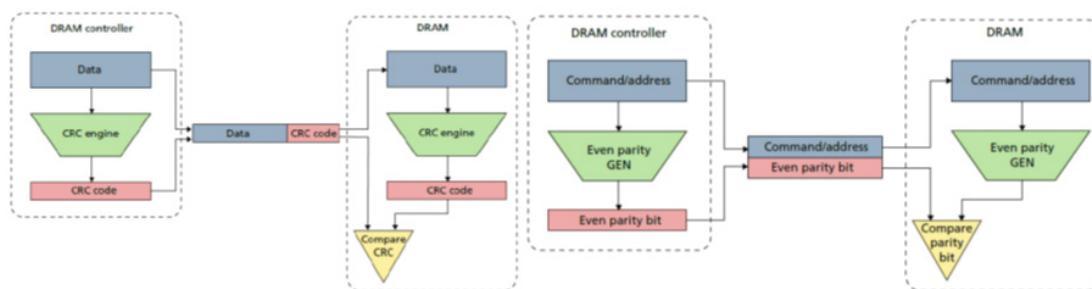 DRAM controller
Data
CRC engine
CRC code
Data CRC code
DRAM
Data
CRC engine
CRC code
Compare
CRC
DRAM controller
Command/address
Even parity
GEN
Even parity bit
Command/address
Even parity bit
DRAM
Command/address
Even parity
GEN
Compare
parity
bit